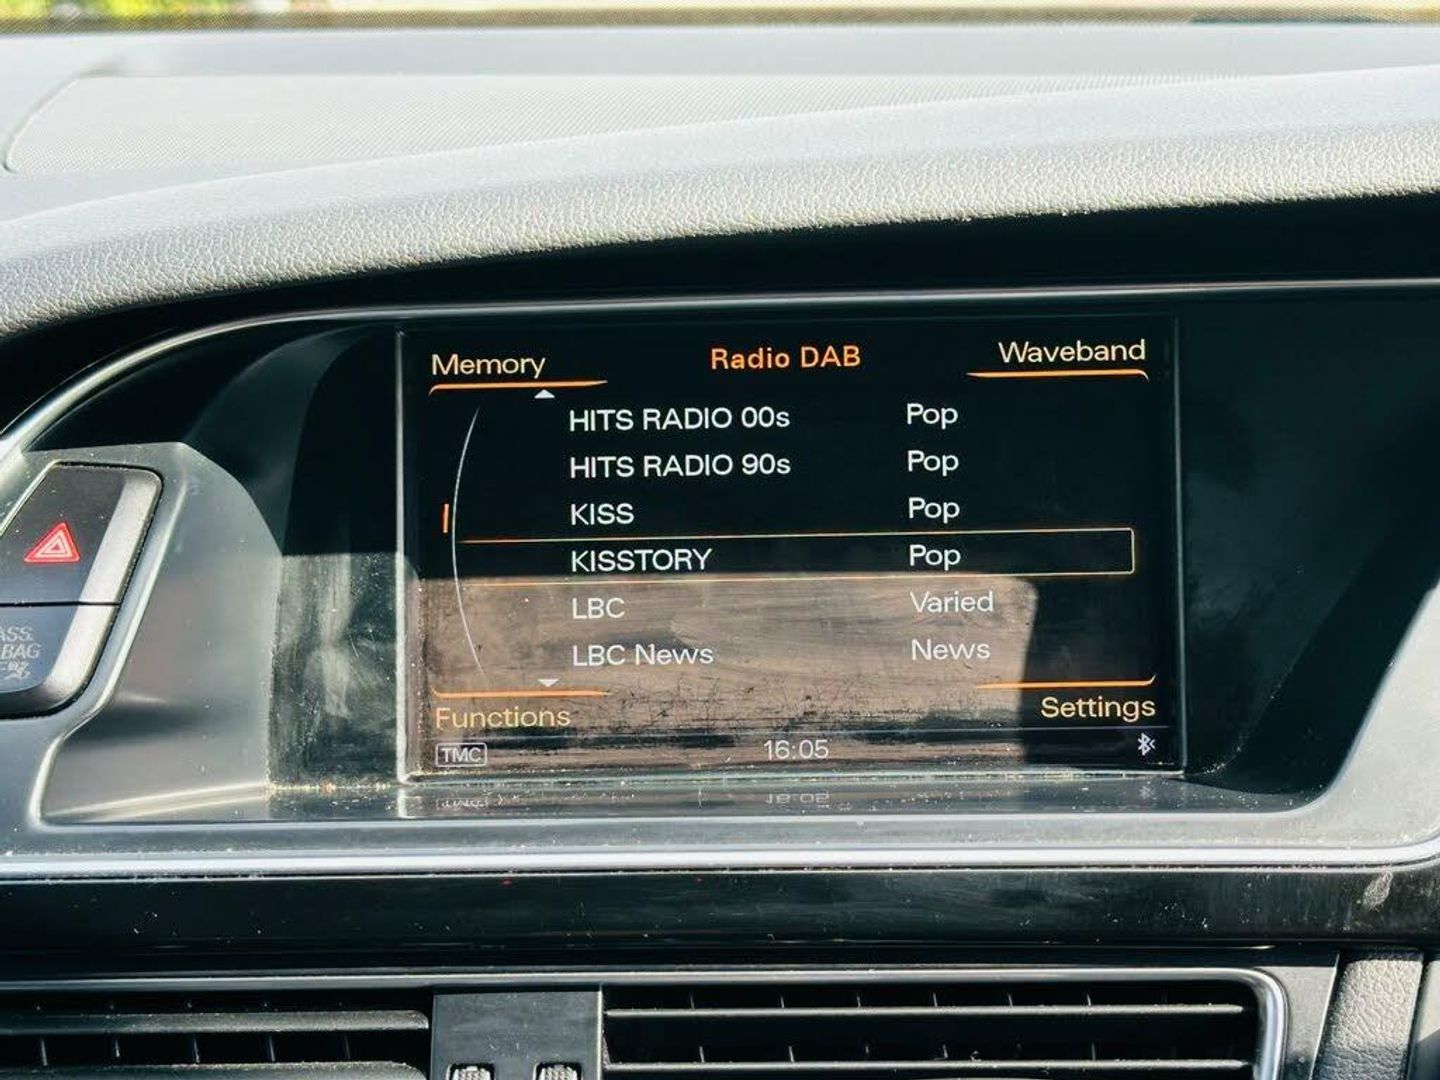 Memory Radio DAB Waveband
HITS RADIO 00s Pop
HITS RADIO 90s Pop
KISS Pop
KISSTORY Pop
LBC Varied
LBC News News
Functions Settings
TMC 16:05